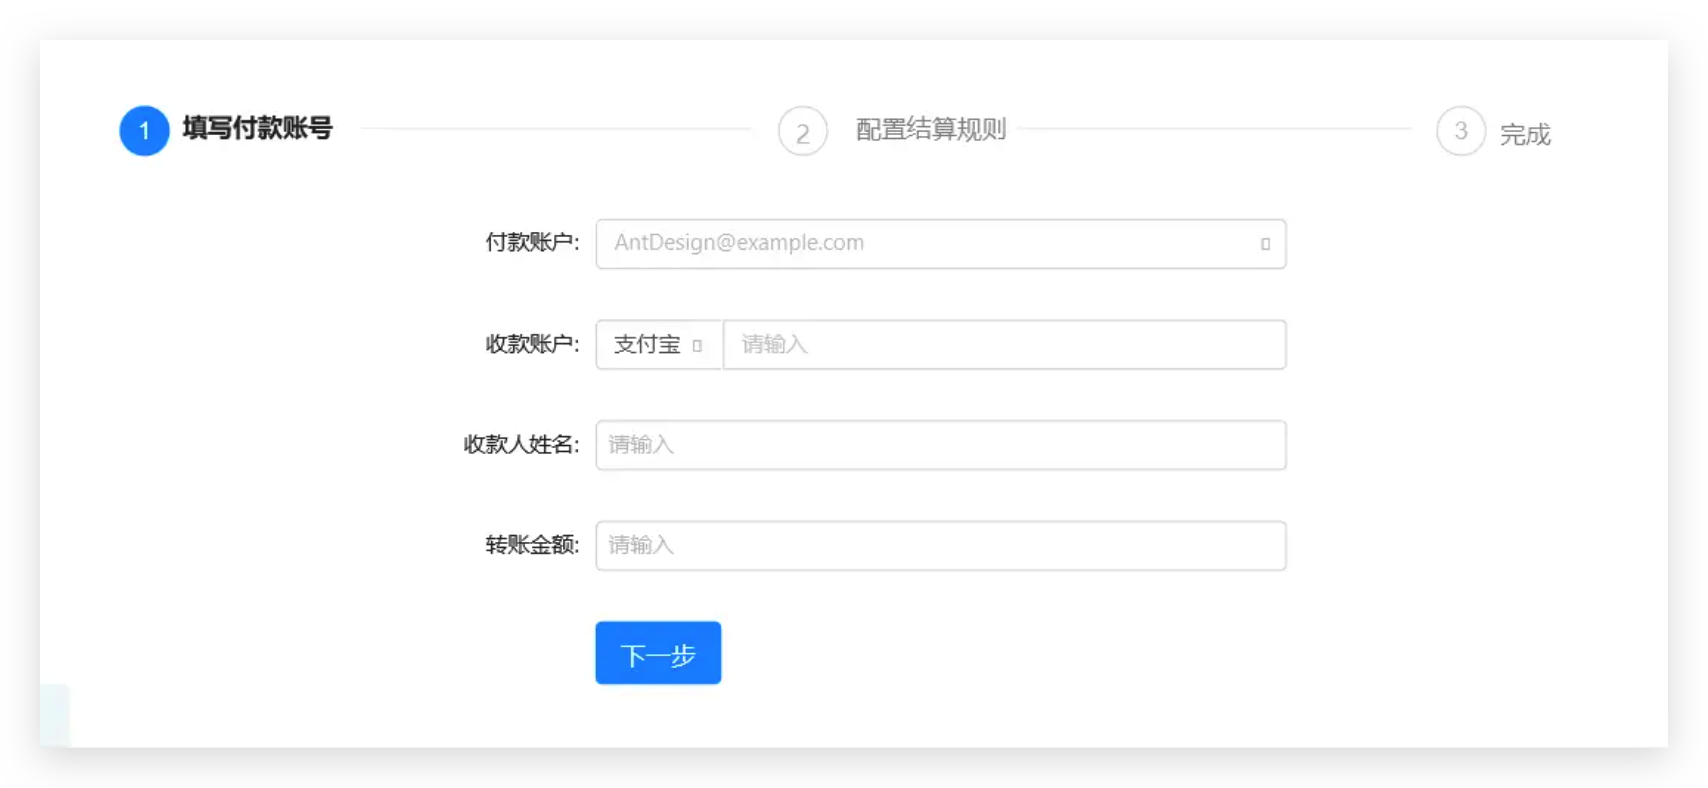 1 填写付款账号 2 配置结算规则 3 完成
付款账户: AntDesign@example.com
收款账户: 支付宝 请输入
收款人姓名: 请输入
转账金额: 请输入
下一步